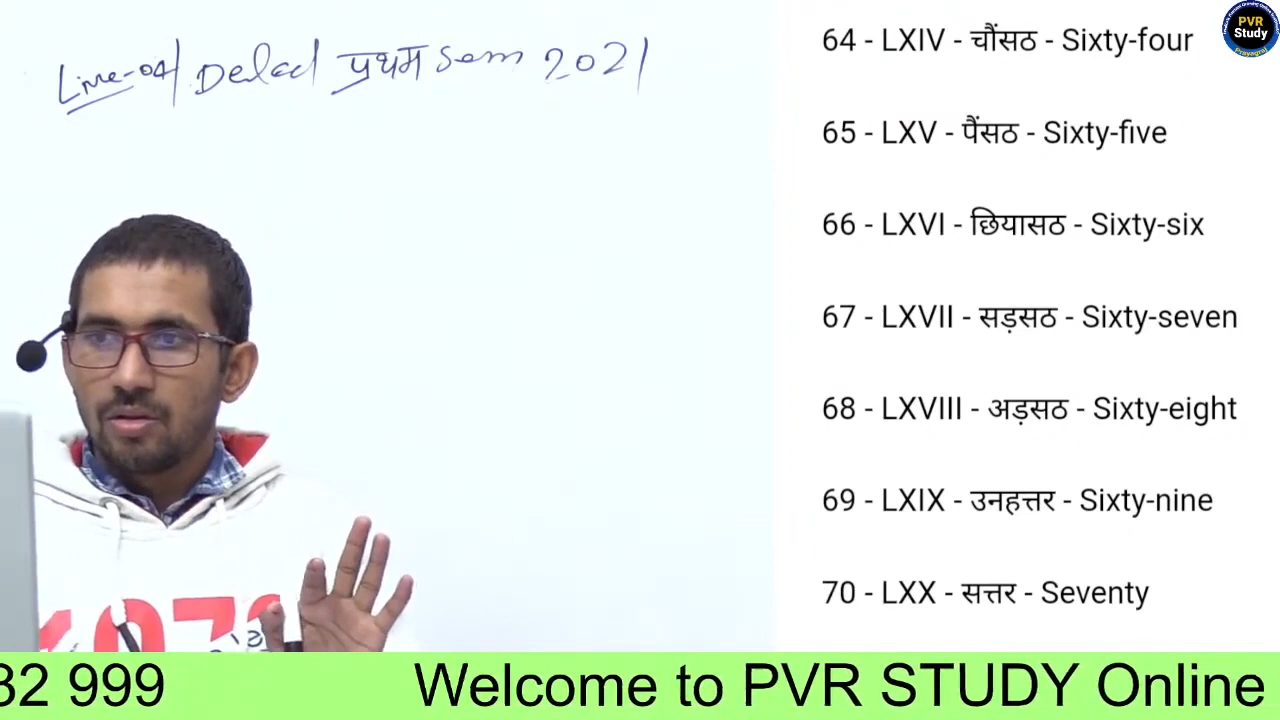 Live-04 Deled प्रथम Sem 2021
64 - LXIV - चौंसठ - Sixty-four
65 - LXV - पैंसठ - Sixty-five
66 - LXVI - छियासठ - Sixty-six
67 - LXVII - सड़सठ - Sixty-seven
68 - LXVIII - अड़सठ - Sixty-eight
69 - LXIX - उनहत्तर - Sixty-nine
70 - LXX - सत्तर - Seventy
PVR
Study
Prayagraj
32 999 Welcome to PVR STUDY Online